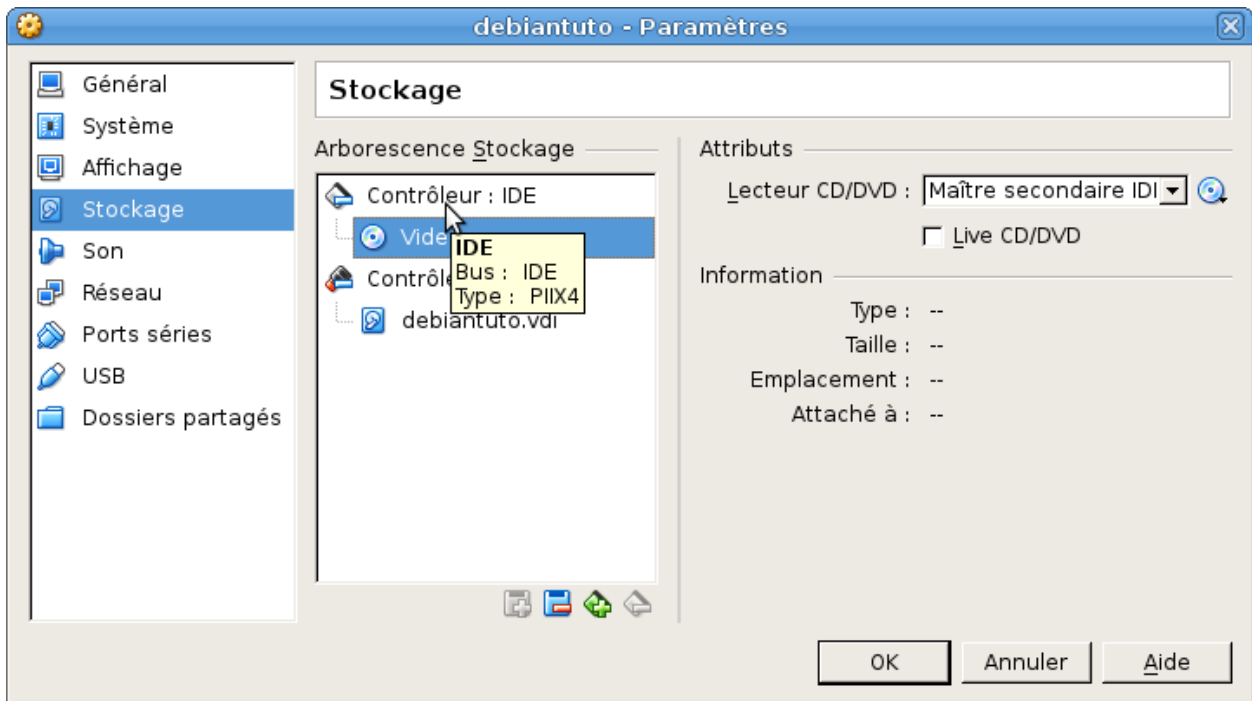 debiantuto - Paramètres
Général
Système
Affichage
Stockage
Son
Réseau
Ports séries
USB
Dossiers partagés
Stockage
Arborescence Stockage
Contrôleur : IDE
Vide
IDE
Bus : IDE
Type : PIIX4
debiantuto.vdi
Attributs
Lecteur CD/DVD : Maître secondaire
Live CD/DVD
Information
Type : --
Taille : --
Emplacement : --
Attaché à : --
OK
Annuler
Aide